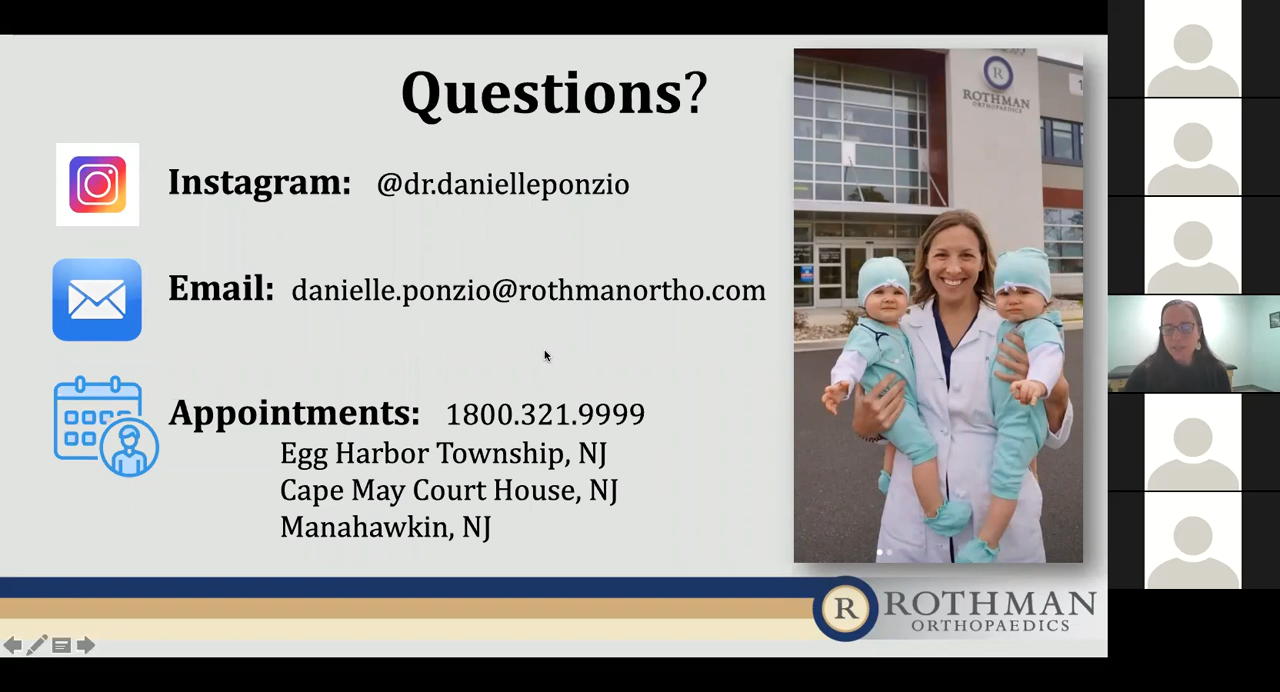 Questions?
Instagram: @dr.danielleponzio
Email: danielle.ponzio@rothmanortho.com
Appointments: 1800.321.9999
Egg Harbor Township, NJ
Cape May Court House, NJ
Manahawkin, NJ
R
ROTHMAN
ORTHOPAEDICS
R
ROTHMAN
ORTHOPAEDICS